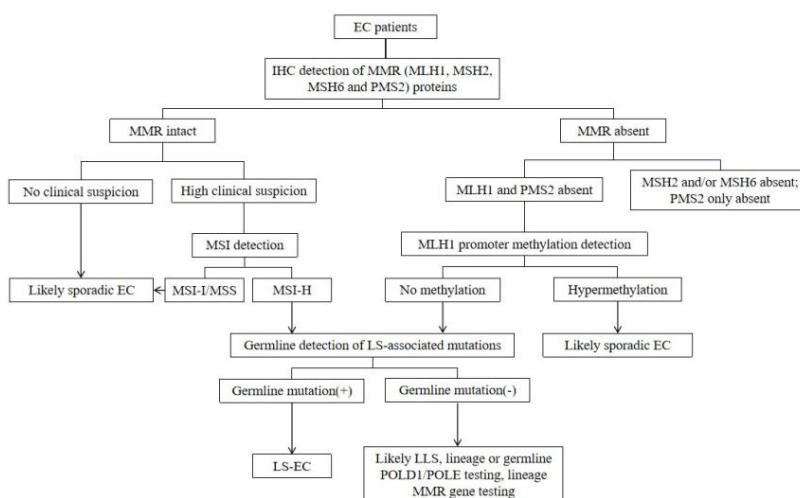 EC patients
IHC detection of MMR (MLH1, MSH2,
MSH6 and PMS2) proteins
MMR intact
MMR absent
No clinical suspicion
High clinical suspicion
MLH1 and PMS2 absent
MSH2 and/or MSH6 absent;
PMS2 only absent
MSI detection
MLH1 promoter methylation detection
Likely sporadic EC
MSI-I/MSS
MSI-H
No methylation
Hypermethylation
Germline detection of LS-associated mutations
Likely sporadic EC
Germline mutation(+)
Germline mutation(-)
LS-EC
Likely LLS, lineage or germline
POLD1/POLE testing, lineage
MMR gene testing